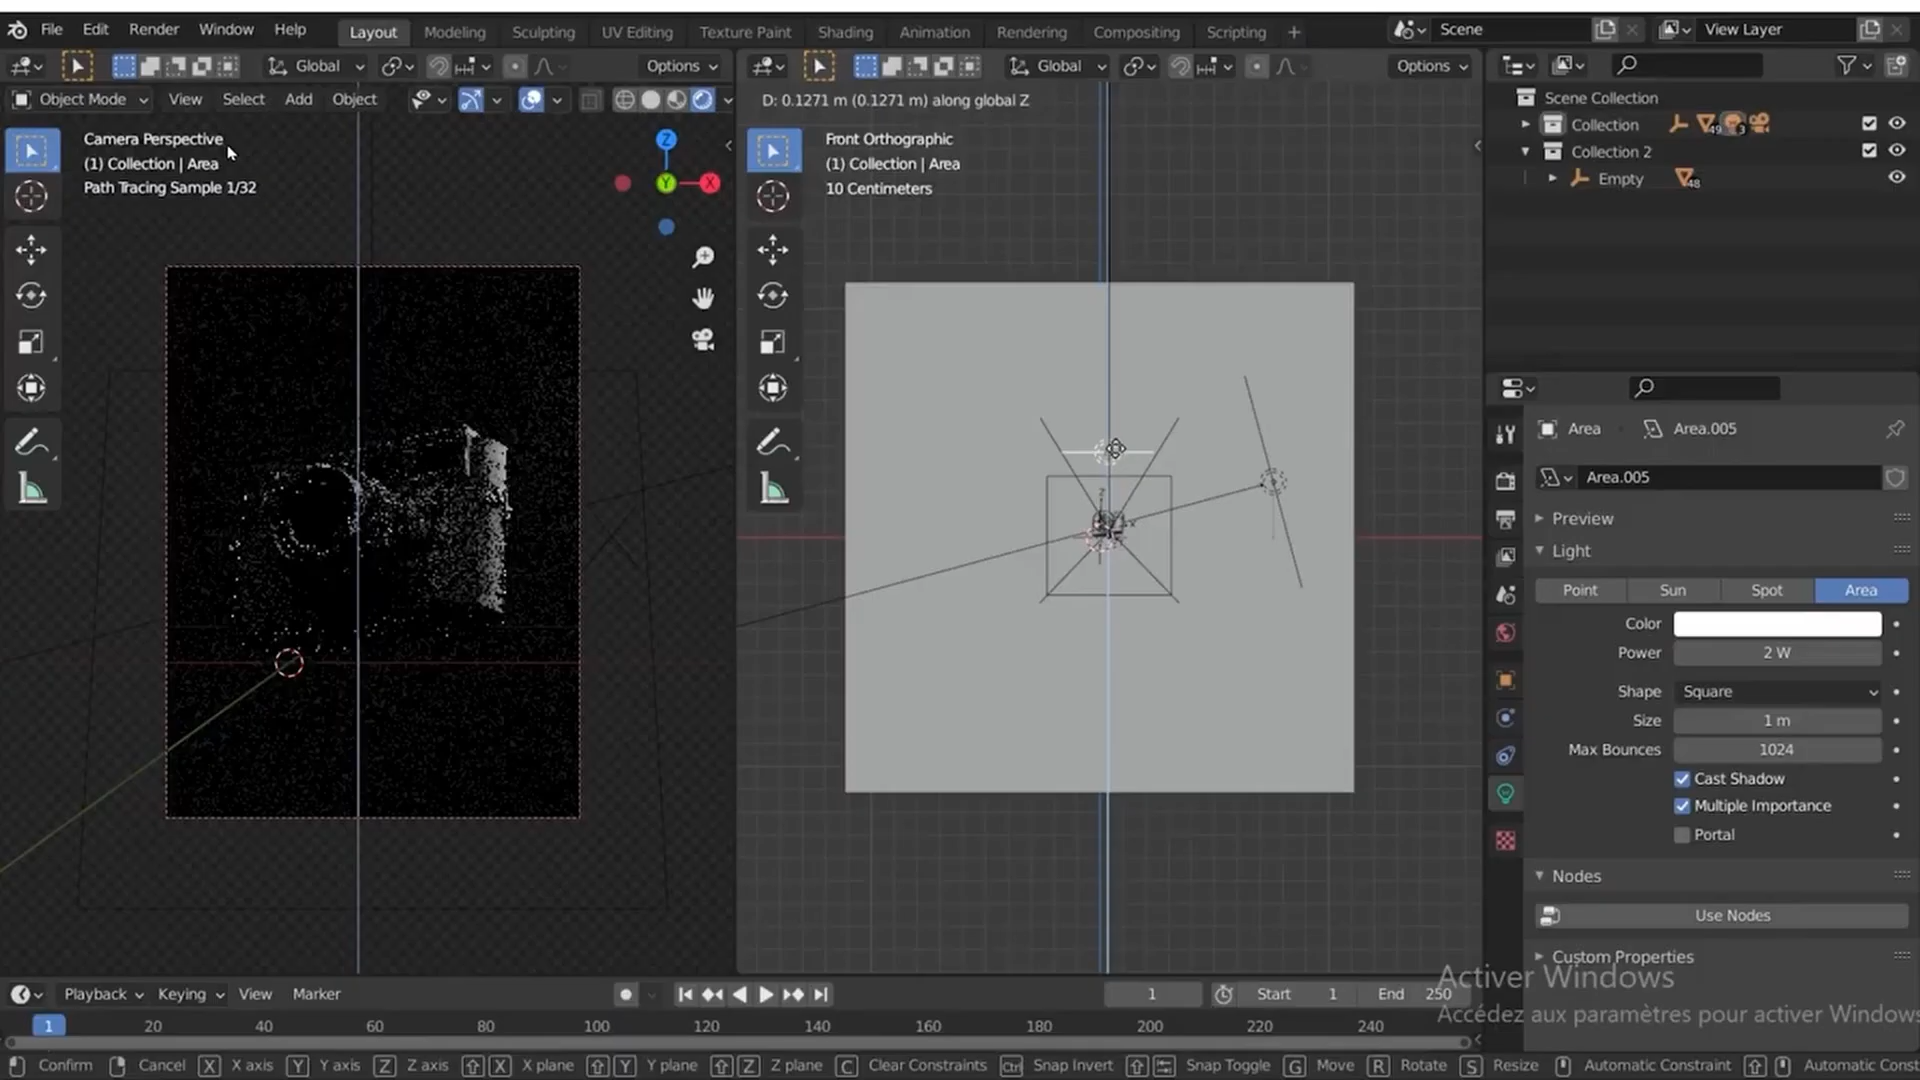 File Edit Render Window Help Layout Modeling Sculpting UV Editing Texture Paint Shading Animation Rendering Compositing Scripting + Scene View Layer
Global Options Global Options
Object Mode View Select Add Object D: 0.1271 m (0.1271 m) along global Z
Scene Collection
Collection 49 3
Collection 2
Empty 48
Camera Perspective
(1) Collection | Area
Path Tracing Sample 1/32
Z
Y
X
Front Orthographic
(1) Collection | Area
10 Centimeters
Area Area.005
Area.005
Preview
Light
Point Sun Spot Area
Color
Power 2 W
Shape Square
Size 1 m
Max Bounces 1024
Cast Shadow
Multiple Importance
Portal
Nodes
Use Nodes
Custom Properties
Activer Windows
Accédez aux paramètres pour activer Windows
Playback Keying View Marker 1 Start 1 End 250
1 20 40 60 80 100 120 140 160 180 200 220 240
Confirm Cancel X X axis Y Y axis Z Z axis X X plane Y Y plane Z Z plane C Clear Constraints Ctrl Snap Invert Snap Toggle G Move R Rotate S Resize Automatic Constraint Automatic Const